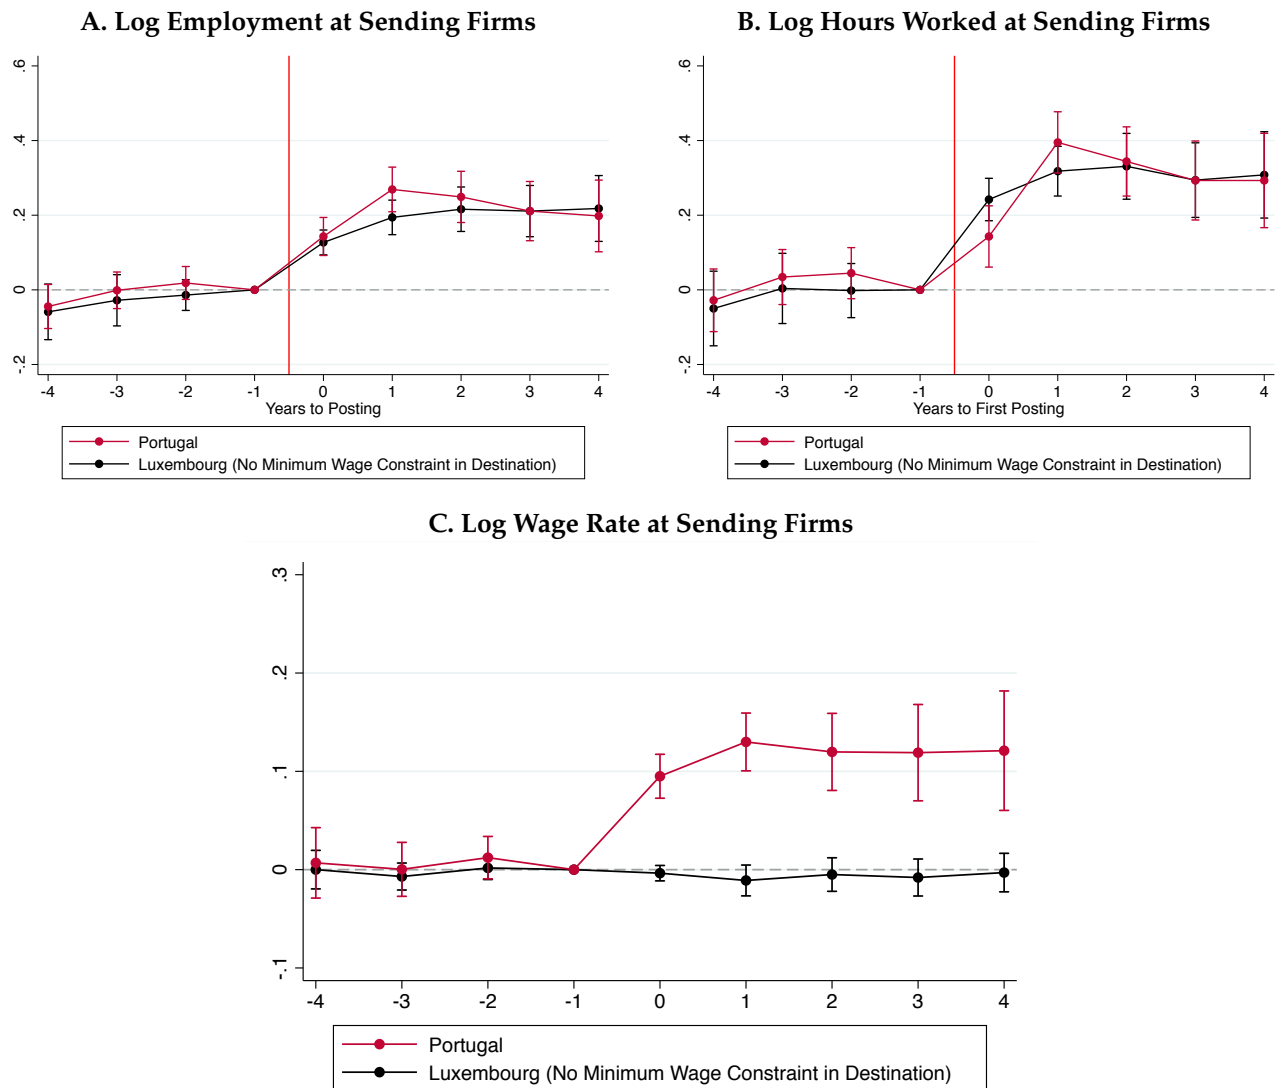 A. Log Employment at Sending Firms
.6
.4
.2
0
-.2
-4 -3 -2 -1 0 1 2 3 4
Years to Posting
Portugal
Luxembourg (No Minimum Wage Constraint in Destination)
B. Log Hours Worked at Sending Firms
.6
.4
.2
0
-.2
-4 -3 -2 -1 0 1 2 3 4
Years to First Posting
Portugal
Luxembourg (No Minimum Wage Constraint in Destination)
C. Log Wage Rate at Sending Firms
.3
.2
.1
0
-.1
-4 -3 -2 -1 0 1 2 3 4
Portugal
Luxembourg (No Minimum Wage Constraint in Destination)